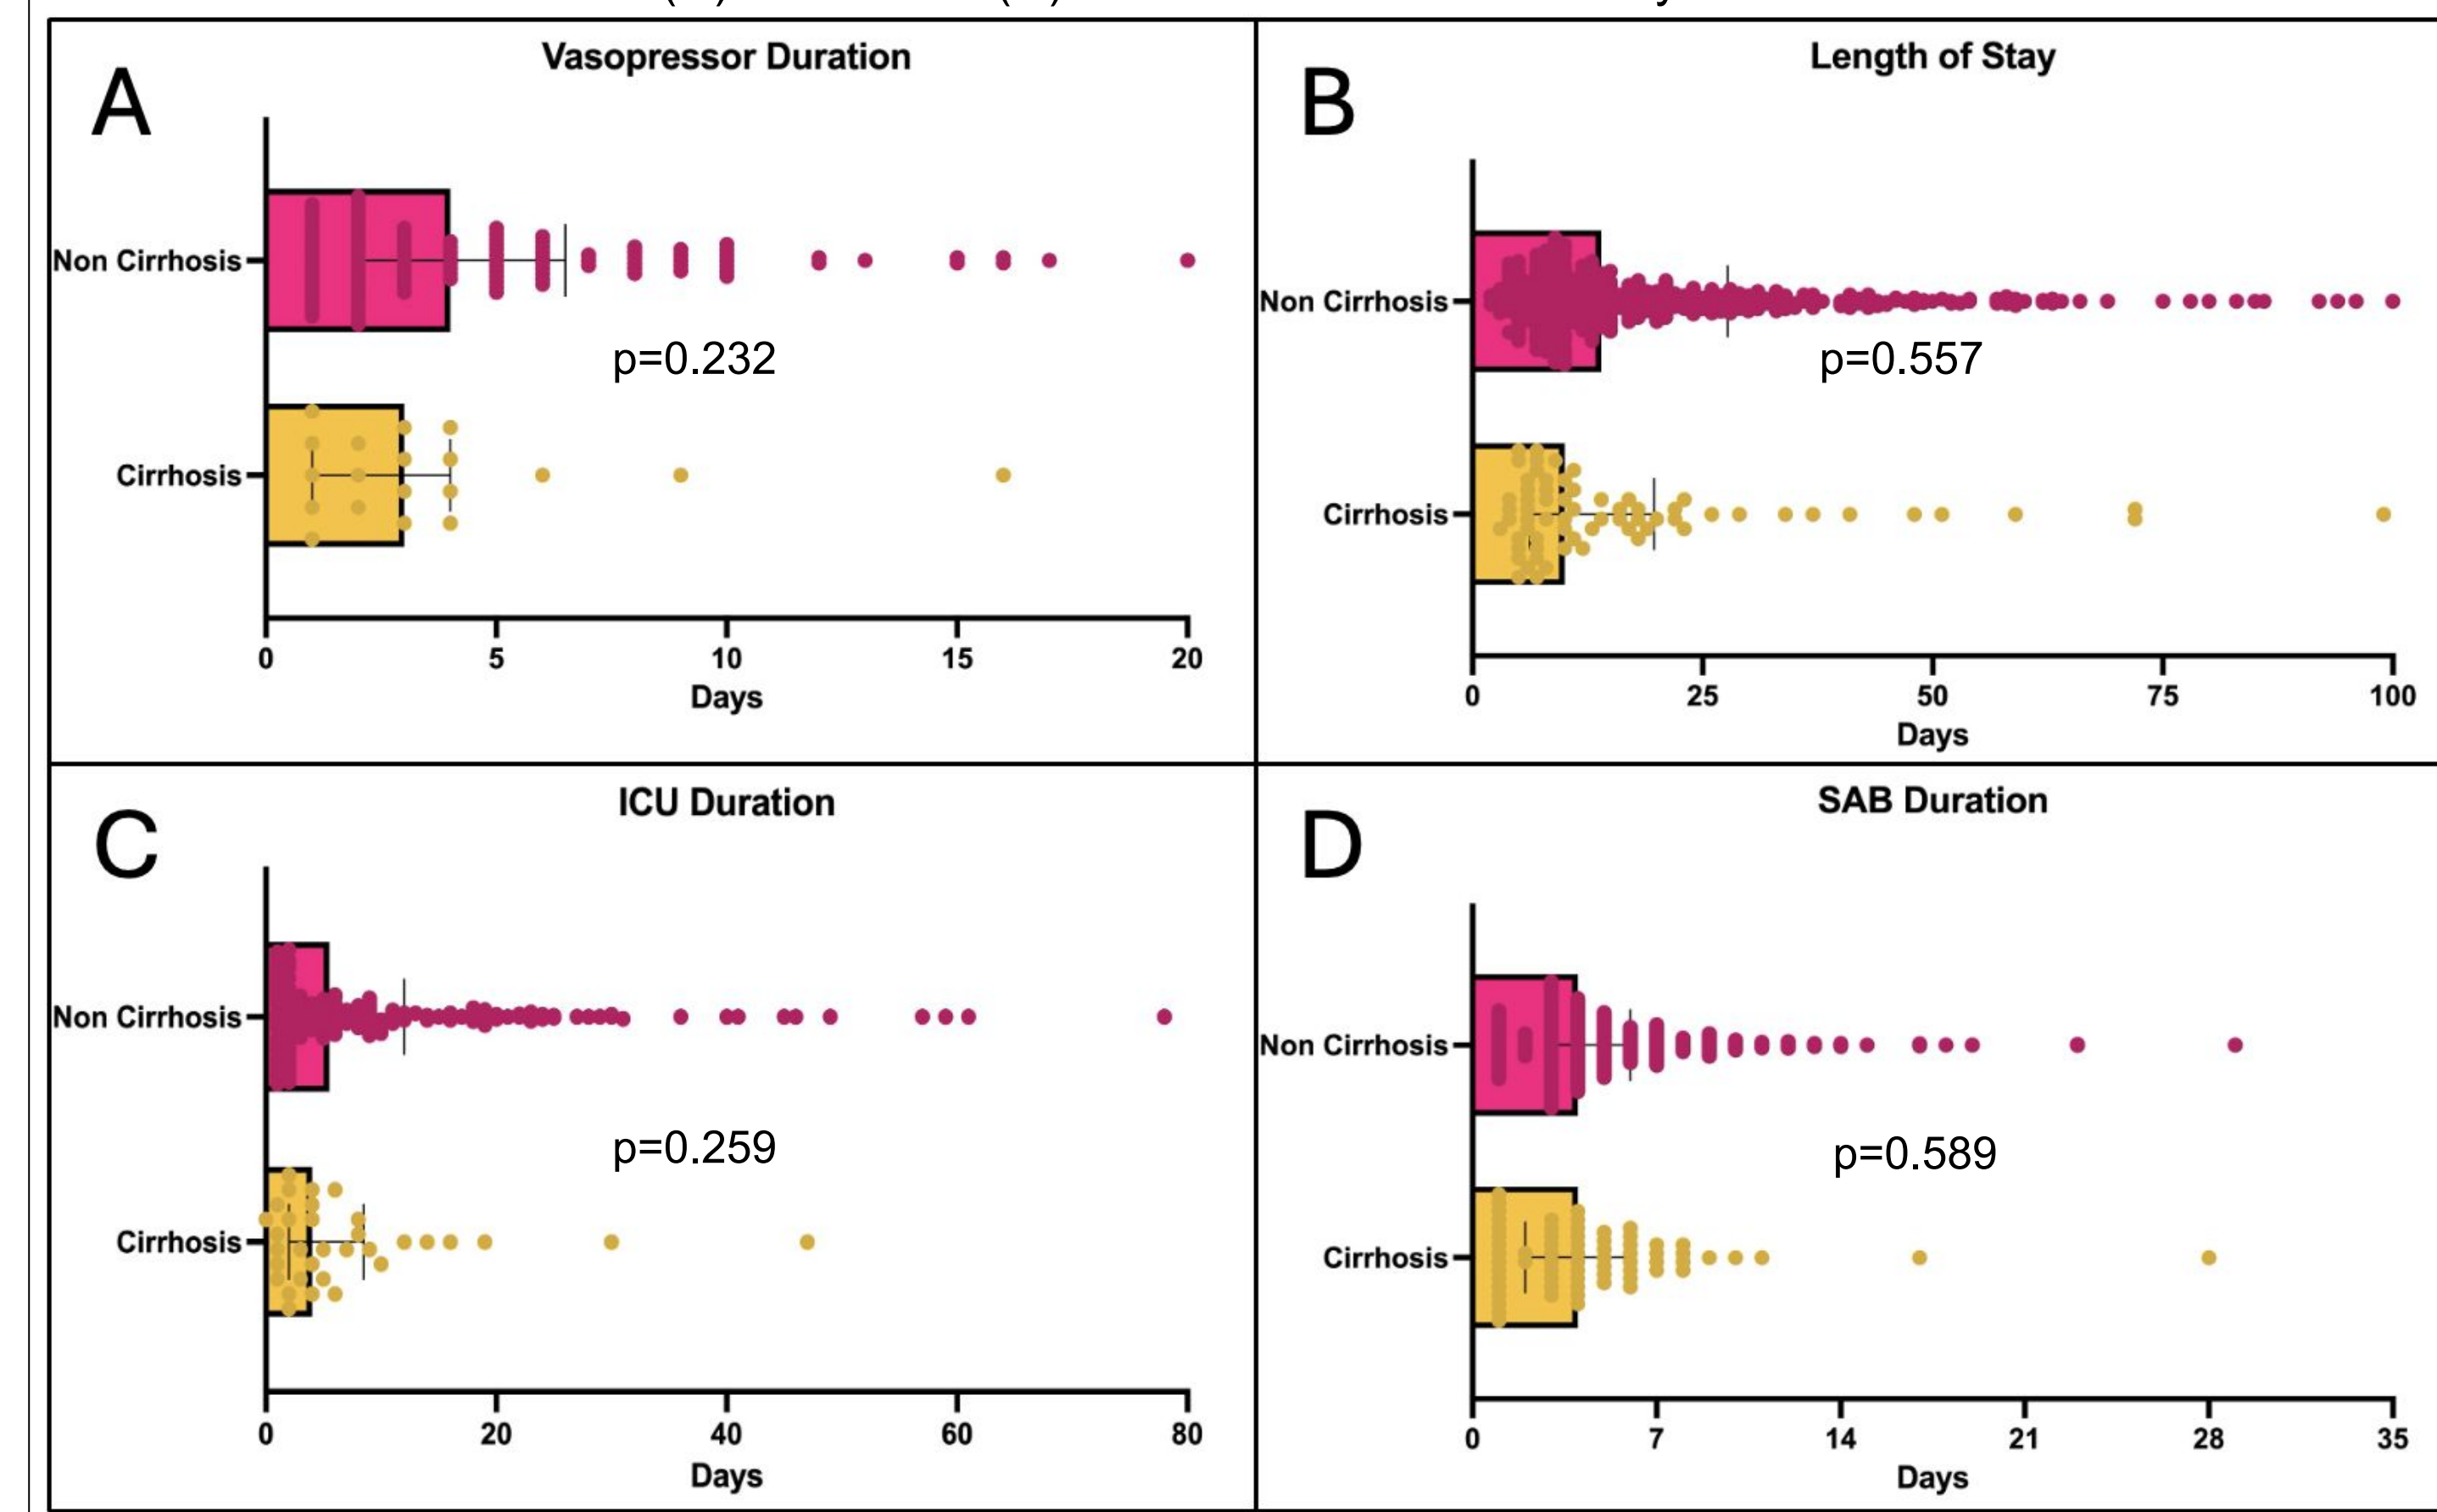 A
Vasopressor Duration
Non Cirrhosis
p=0.232
Cirrhosis
0 5 10 15 20
Days
B
Length of Stay
Non Cirrhosis
p=0.557
Cirrhosis
0 25 50 75 100
Days
C
ICU Duration
Non Cirrhosis
p=0.259
Cirrhosis
0 20 40 60 80
Days
D
SAB Duration
Non Cirrhosis
p=0.589
Cirrhosis
0 7 14 21 28 35
Days